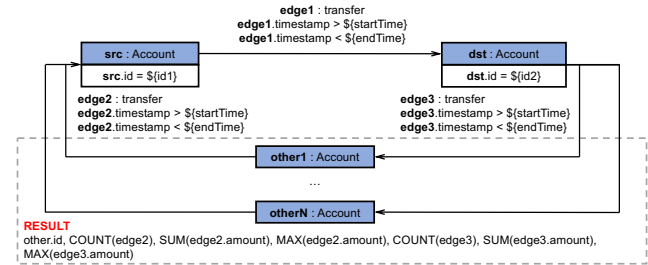 edge1 : transfer
edge1.timestamp > ${startTime}
edge1.timestamp < ${endTime}
src : Account
src.id = ${id1}
dst : Account
dst.id = ${id2}
edge2 : transfer
edge2.timestamp > ${startTime}
edge2.timestamp < ${endTime}
edge3 : transfer
edge3.timestamp > ${startTime}
edge3.timestamp < ${endTime}
other1 : Account
...
otherN : Account
RESULT
other.id, COUNT(edge2), SUM(edge2.amount), MAX(edge2.amount), COUNT(edge3), SUM(edge3.amount),
MAX(edge3.amount)